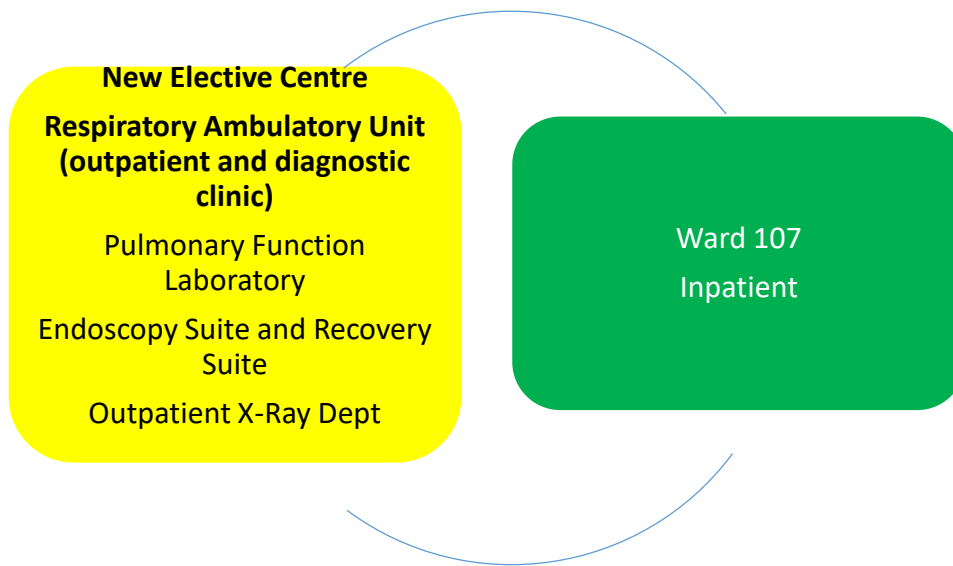 New Elective Centre
Respiratory Ambulatory Unit
(outpatient and diagnostic
clinic)
Pulmonary Function
Laboratory
Endoscopy Suite and Recovery
Suite
Outpatient X-Ray Dept
Ward 107
Inpatient